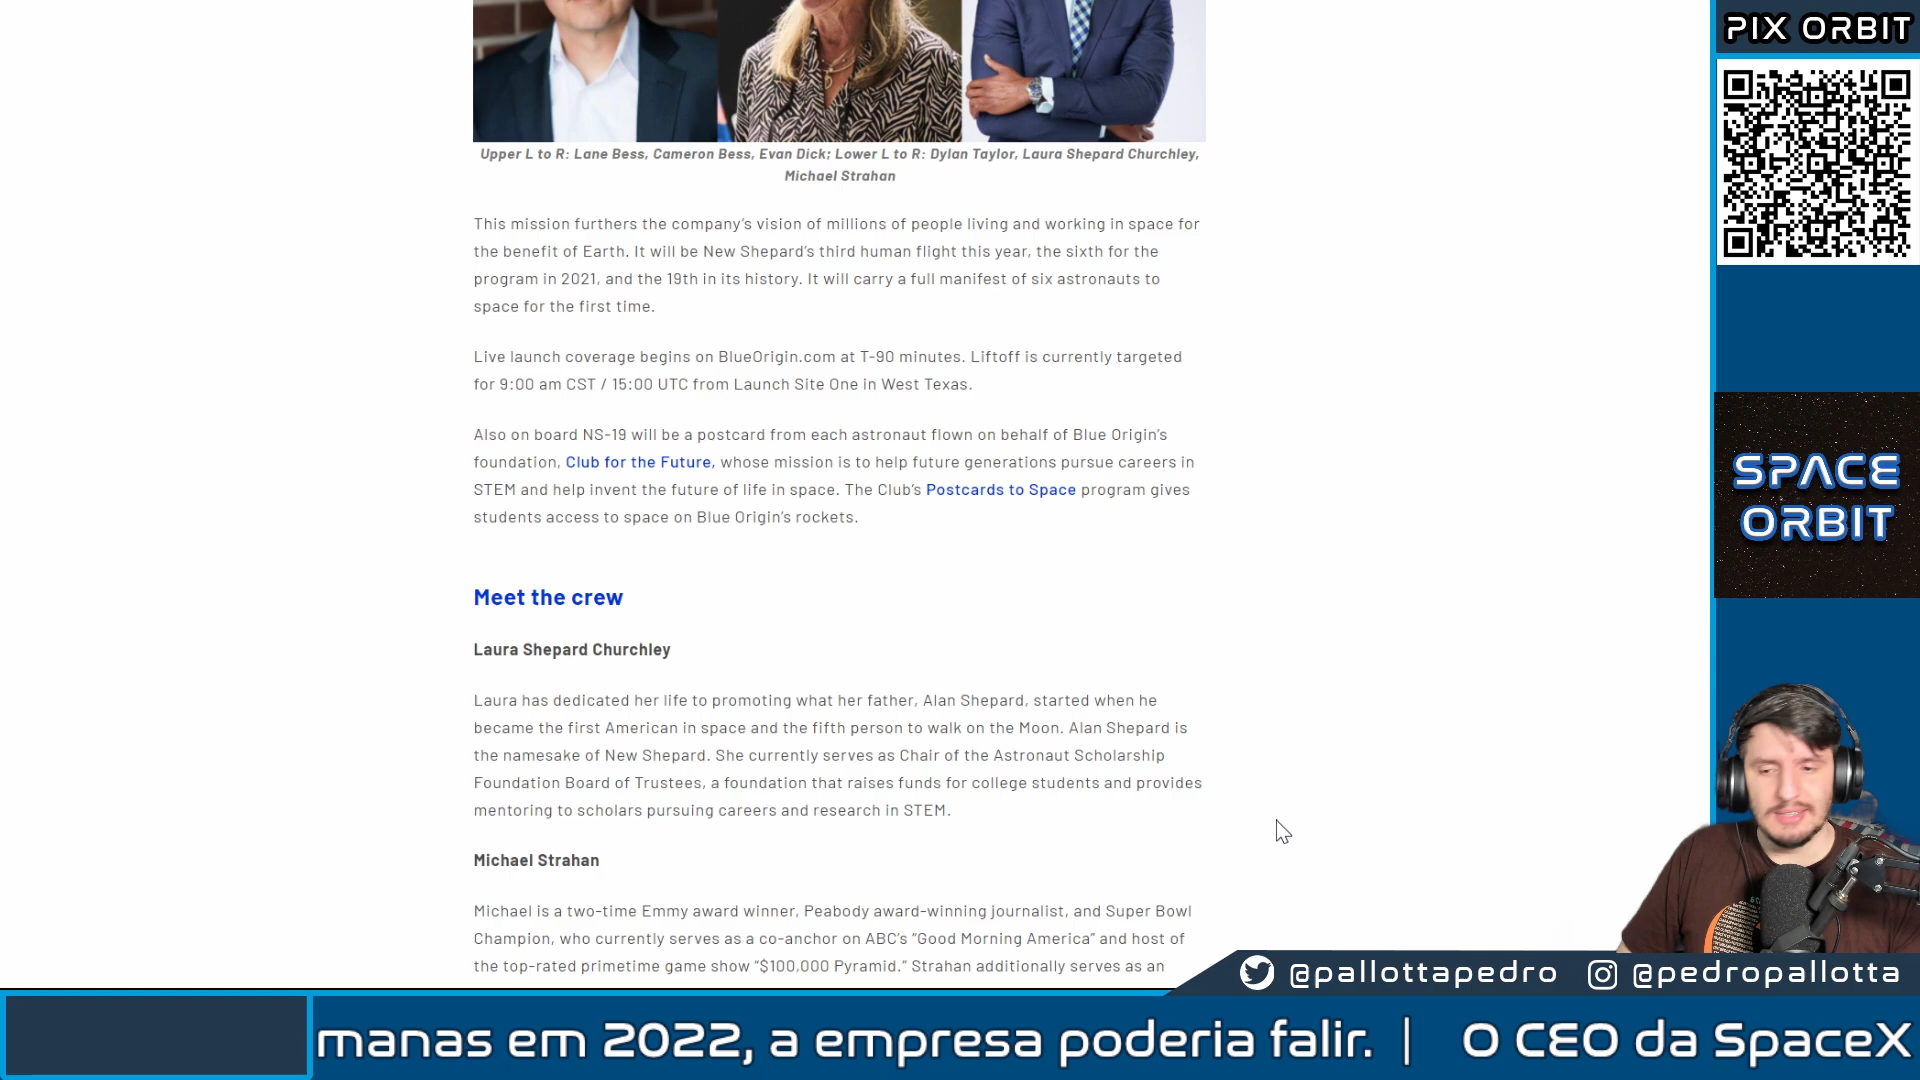 PIX ORBIT
Upper L to R: Lane Bess, Cameron Bess, Evan Dick; Lower L to R: Dylan Taylor, Laura Shepard Churchley,
Michael Strahan
This mission furthers the company’s vision of millions of people living and working in space for
the benefit of Earth. It will be New Shepard’s third human flight this year, the sixth for the
program in 2021, and the 19th in its history. It will carry a full manifest of six astronauts to
space for the first time.
Live launch coverage begins on BlueOrigin.com at T-90 minutes. Liftoff is currently targeted
for 9:00 am CST / 15:00 UTC from Launch Site One in West Texas.
Also on board NS-19 will be a postcard from each astronaut flown on behalf of Blue Origin’s
foundation, Club for the Future, whose mission is to help future generations pursue careers in
STEM and help invent the future of life in space. The Club’s Postcards to Space program gives
students access to space on Blue Origin’s rockets.
Meet the crew
Laura Shepard Churchley
Laura has dedicated her life to promoting what her father, Alan Shepard, started when he
became the first American in space and the fifth person to walk on the Moon. Alan Shepard is
the namesake of New Shepard. She currently serves as Chair of the Astronaut Scholarship
Foundation Board of Trustees, a foundation that raises funds for college students and provides
mentoring to scholars pursuing careers and research in STEM.
Michael Strahan
Michael is a two-time Emmy award winner, Peabody award-winning journalist, and Super Bowl
Champion, who currently serves as a co-anchor on ABC’s “Good Morning America” and host of
the top-rated primetime game show “$100,000 Pyramid.” Strahan additionally serves as an
SPACE
ORBIT
@pallottapedro @pedropallotta
manas em 2022, a empresa poderia falir. | O CEO da SpaceX